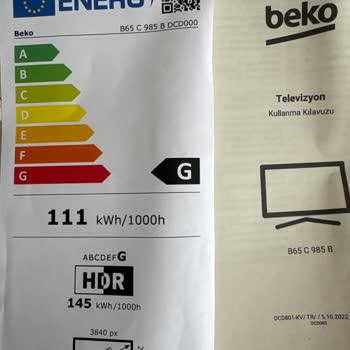 ENERG
Beko
B65 C 985 B DCD000
A
B
C
D
E
F
G
G
111 kWh/1000h
ABCDEFG
HDR
145 kWh/1000h
3840 px
beko
Televizyon
Kullanma Kılavuzu
B65 C 985 B
DCD801-KV/ TR/ / 5.10.2022